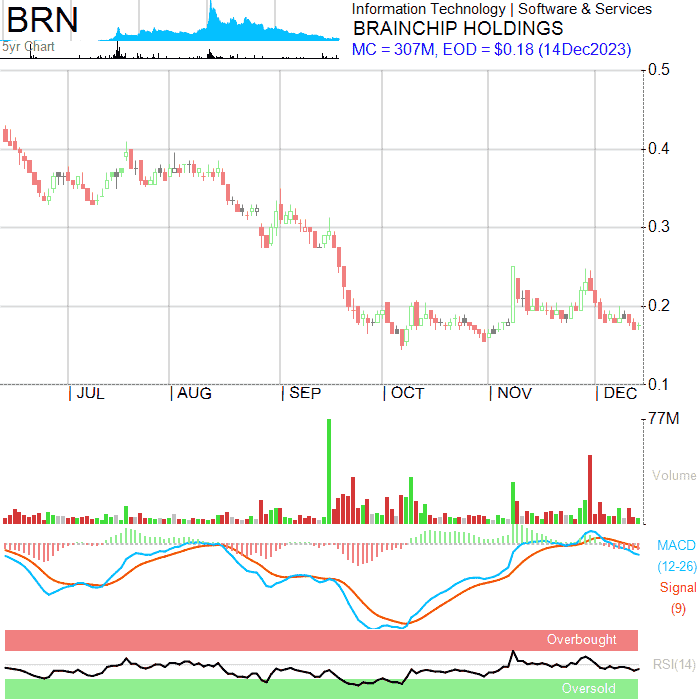 BRN
5yr Chart
Information Technology | Software & Services
BRAINCHIP HOLDINGS
MC = 307M, EOD = $0.18 (14Dec2023)
0.5
0.4
0.3
0.2
0.1
JUL AUG SEP OCT NOV DEC
77M
Volume
MACD
(12-26)
Signal
(9)
Overbought
RSI(14)
Oversold